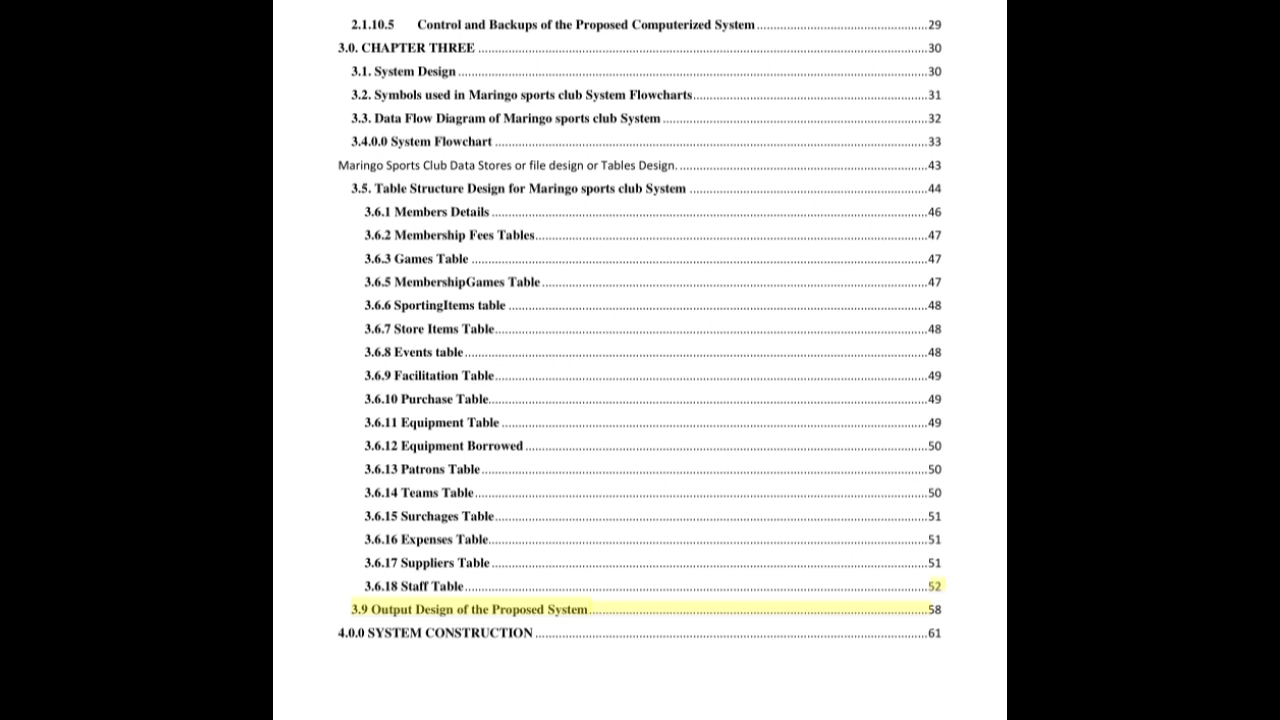 2.1.10.5 Control and Backups of the Proposed Computerized System 29
3.0. CHAPTER THREE 30
3.1. System Design 30
3.2. Symbols used in Maringo sports club System Flowcharts 31
3.3. Data Flow Diagram of Maringo sports club System 32
3.4.0.0 System Flowchart 33
Maringo Sports Club Data Stores or file design or Tables Design. 43
3.5. Table Structure Design for Maringo sports club System 44
3.6.1 Members Details 46
3.6.2 Membership Fees Tables 47
3.6.3 Games Table 47
3.6.5 MembershipGames Table 47
3.6.6 SportingItems table 48
3.6.7 Store Items Table 48
3.6.8 Events table 48
3.6.9 Facilitation Table 49
3.6.10 Purchase Table 49
3.6.11 Equipment Table 49
3.6.12 Equipment Borrowed 50
3.6.13 Patrons Table 50
3.6.14 Teams Table 50
3.6.15 Surchages Table 51
3.6.16 Expenses Table 51
3.6.17 Suppliers Table 51
3.6.18 Staff Table 52
3.9 Output Design of the Proposed System 58
4.0.0 SYSTEM CONSTRUCTION 61